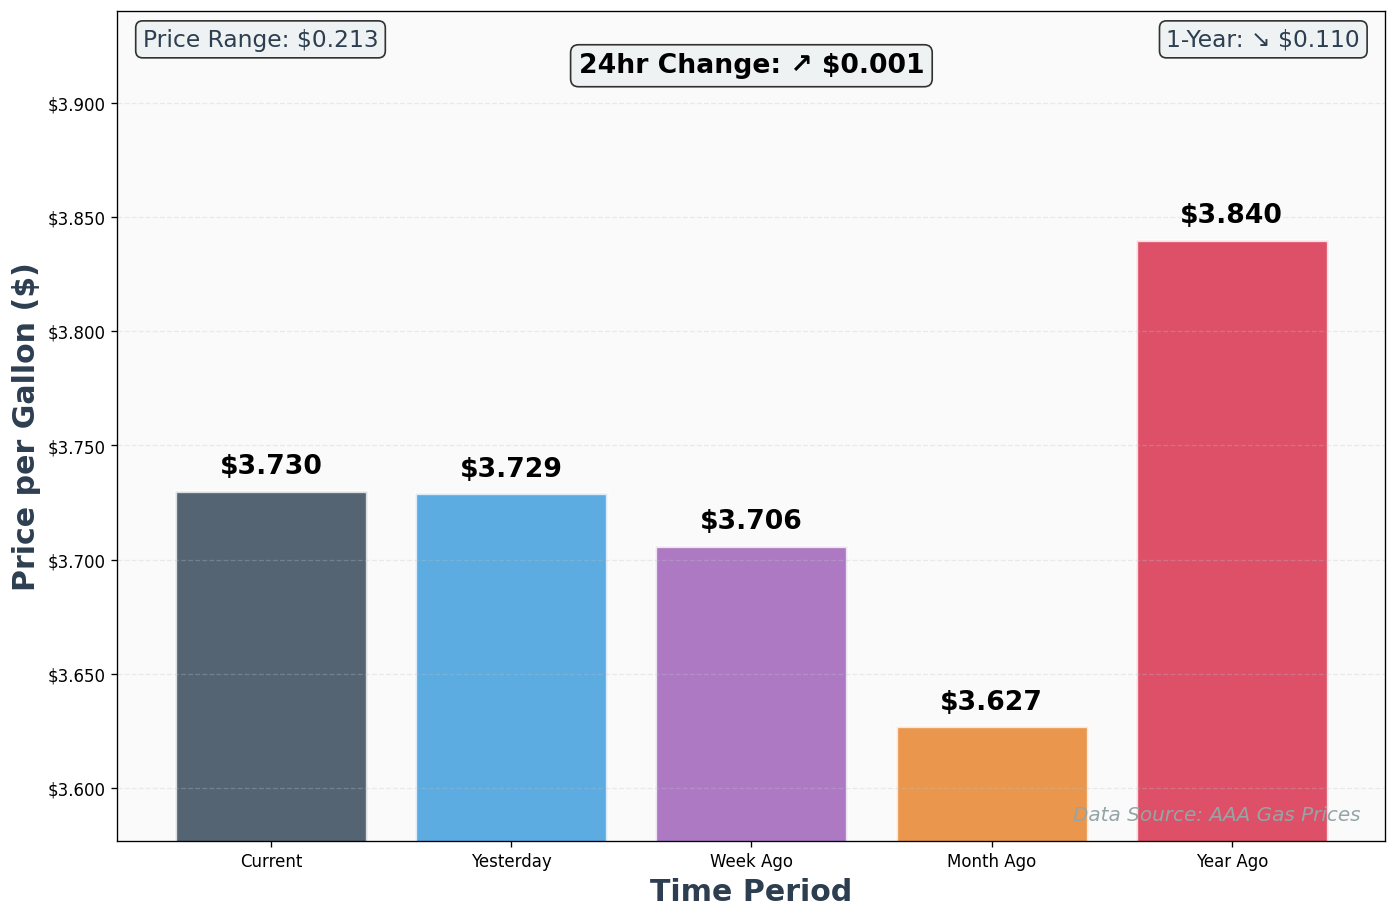 Price Range: $0.213
24hr Change: ↗ $0.001
1-Year: ↘ $0.110
Price per Gallon ($)
$3.900
$3.850
$3.800
$3.750
$3.700
$3.650
$3.600
$3.730
$3.729
$3.706
$3.627
$3.840
Data Source: AAA Gas Prices
Current
Yesterday
Week Ago
Month Ago
Year Ago
Time Period